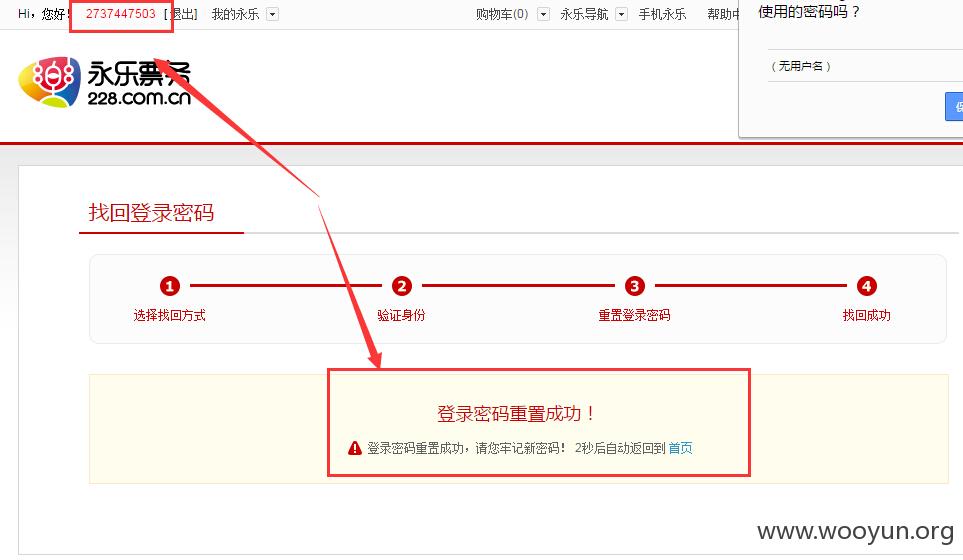 Hi，您好！ 2737447503 [退出] 我的永乐 购物车(0) 永乐导航 手机永乐 帮助中
使用的密码吗？
（无用户名）
永乐票务
228.com.cn
找回登录密码
1 2 3 4
选择找回方式 验证身份 重置登录密码 找回成功
登录密码重置成功！
登录密码重置成功，请您牢记新密码！ 2秒后自动返回到 首页
www.wooyun.org